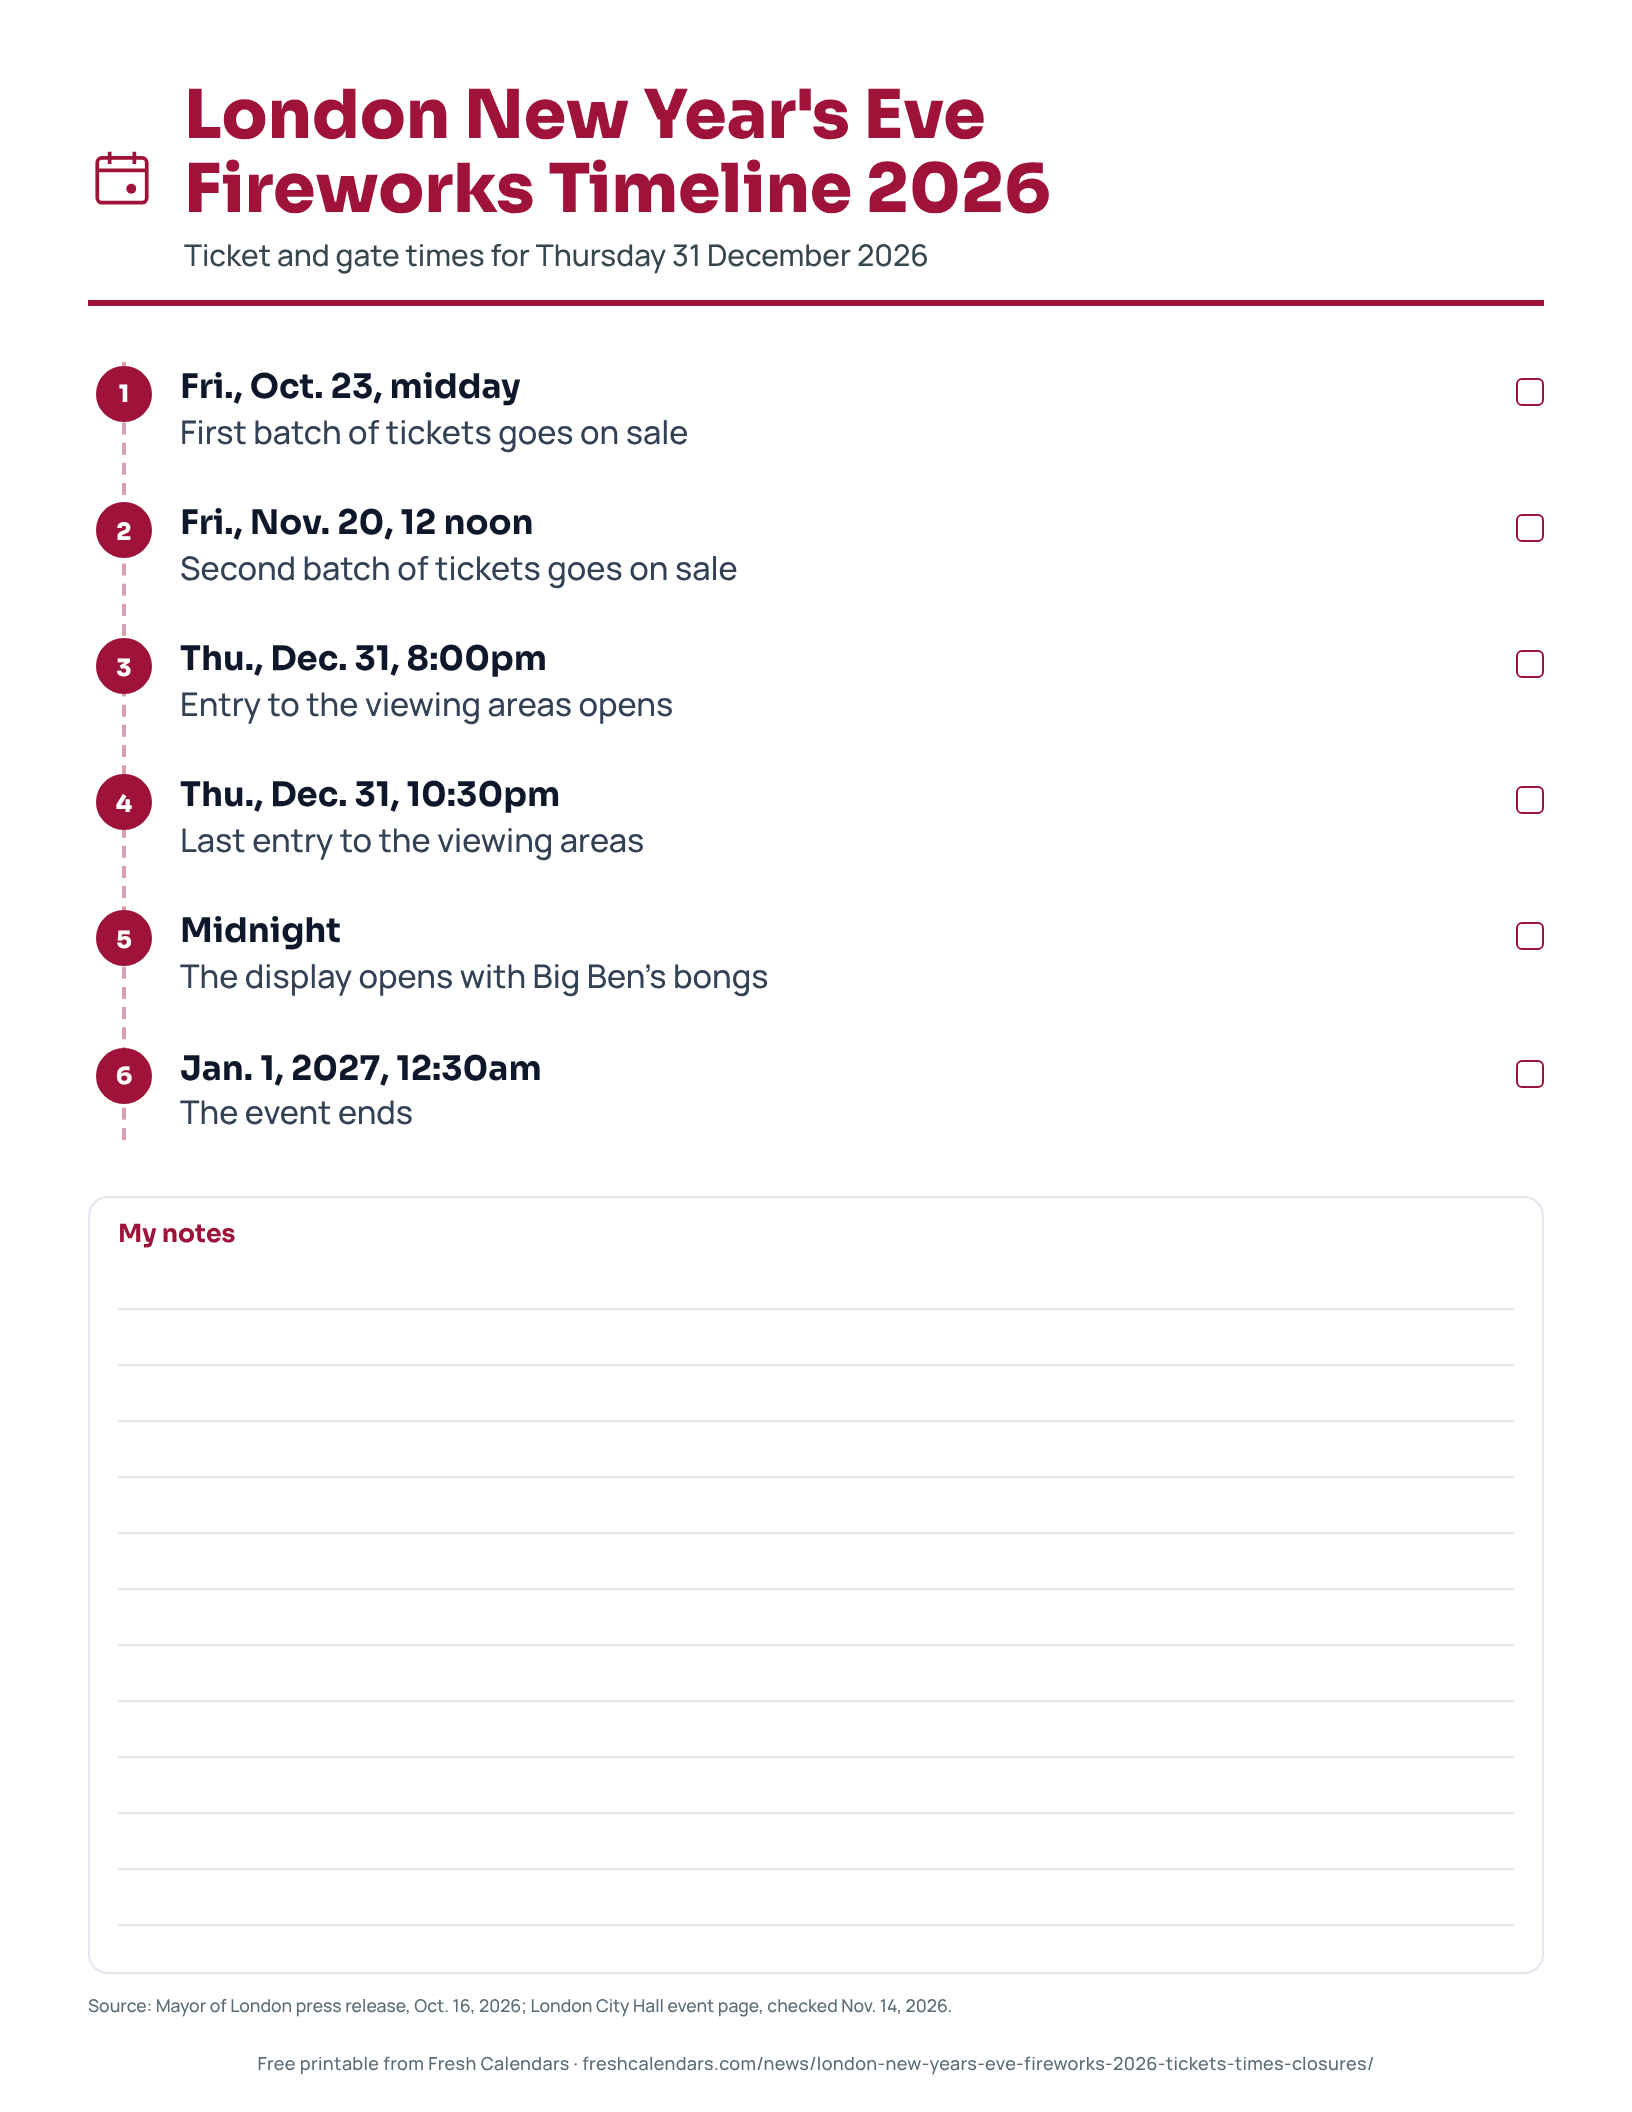 London New Year's Eve
Fireworks Timeline 2026
Ticket and gate times for Thursday 31 December 2026
1
Fri., Oct. 23, midday
First batch of tickets goes on sale
2
Fri., Nov. 20, 12 noon
Second batch of tickets goes on sale
3
Thu., Dec. 31, 8:00pm
Entry to the viewing areas opens
4
Thu., Dec. 31, 10:30pm
Last entry to the viewing areas
5
Midnight
The display opens with Big Ben’s bongs
6
Jan. 1, 2027, 12:30am
The event ends
My notes
Source: Mayor of London press release, Oct. 16, 2026; London City Hall event page, checked Nov. 14, 2026.
Free printable from Fresh Calendars · freshcalendars.com/news/london-new-years-eve-fireworks-2026-tickets-times-closures/